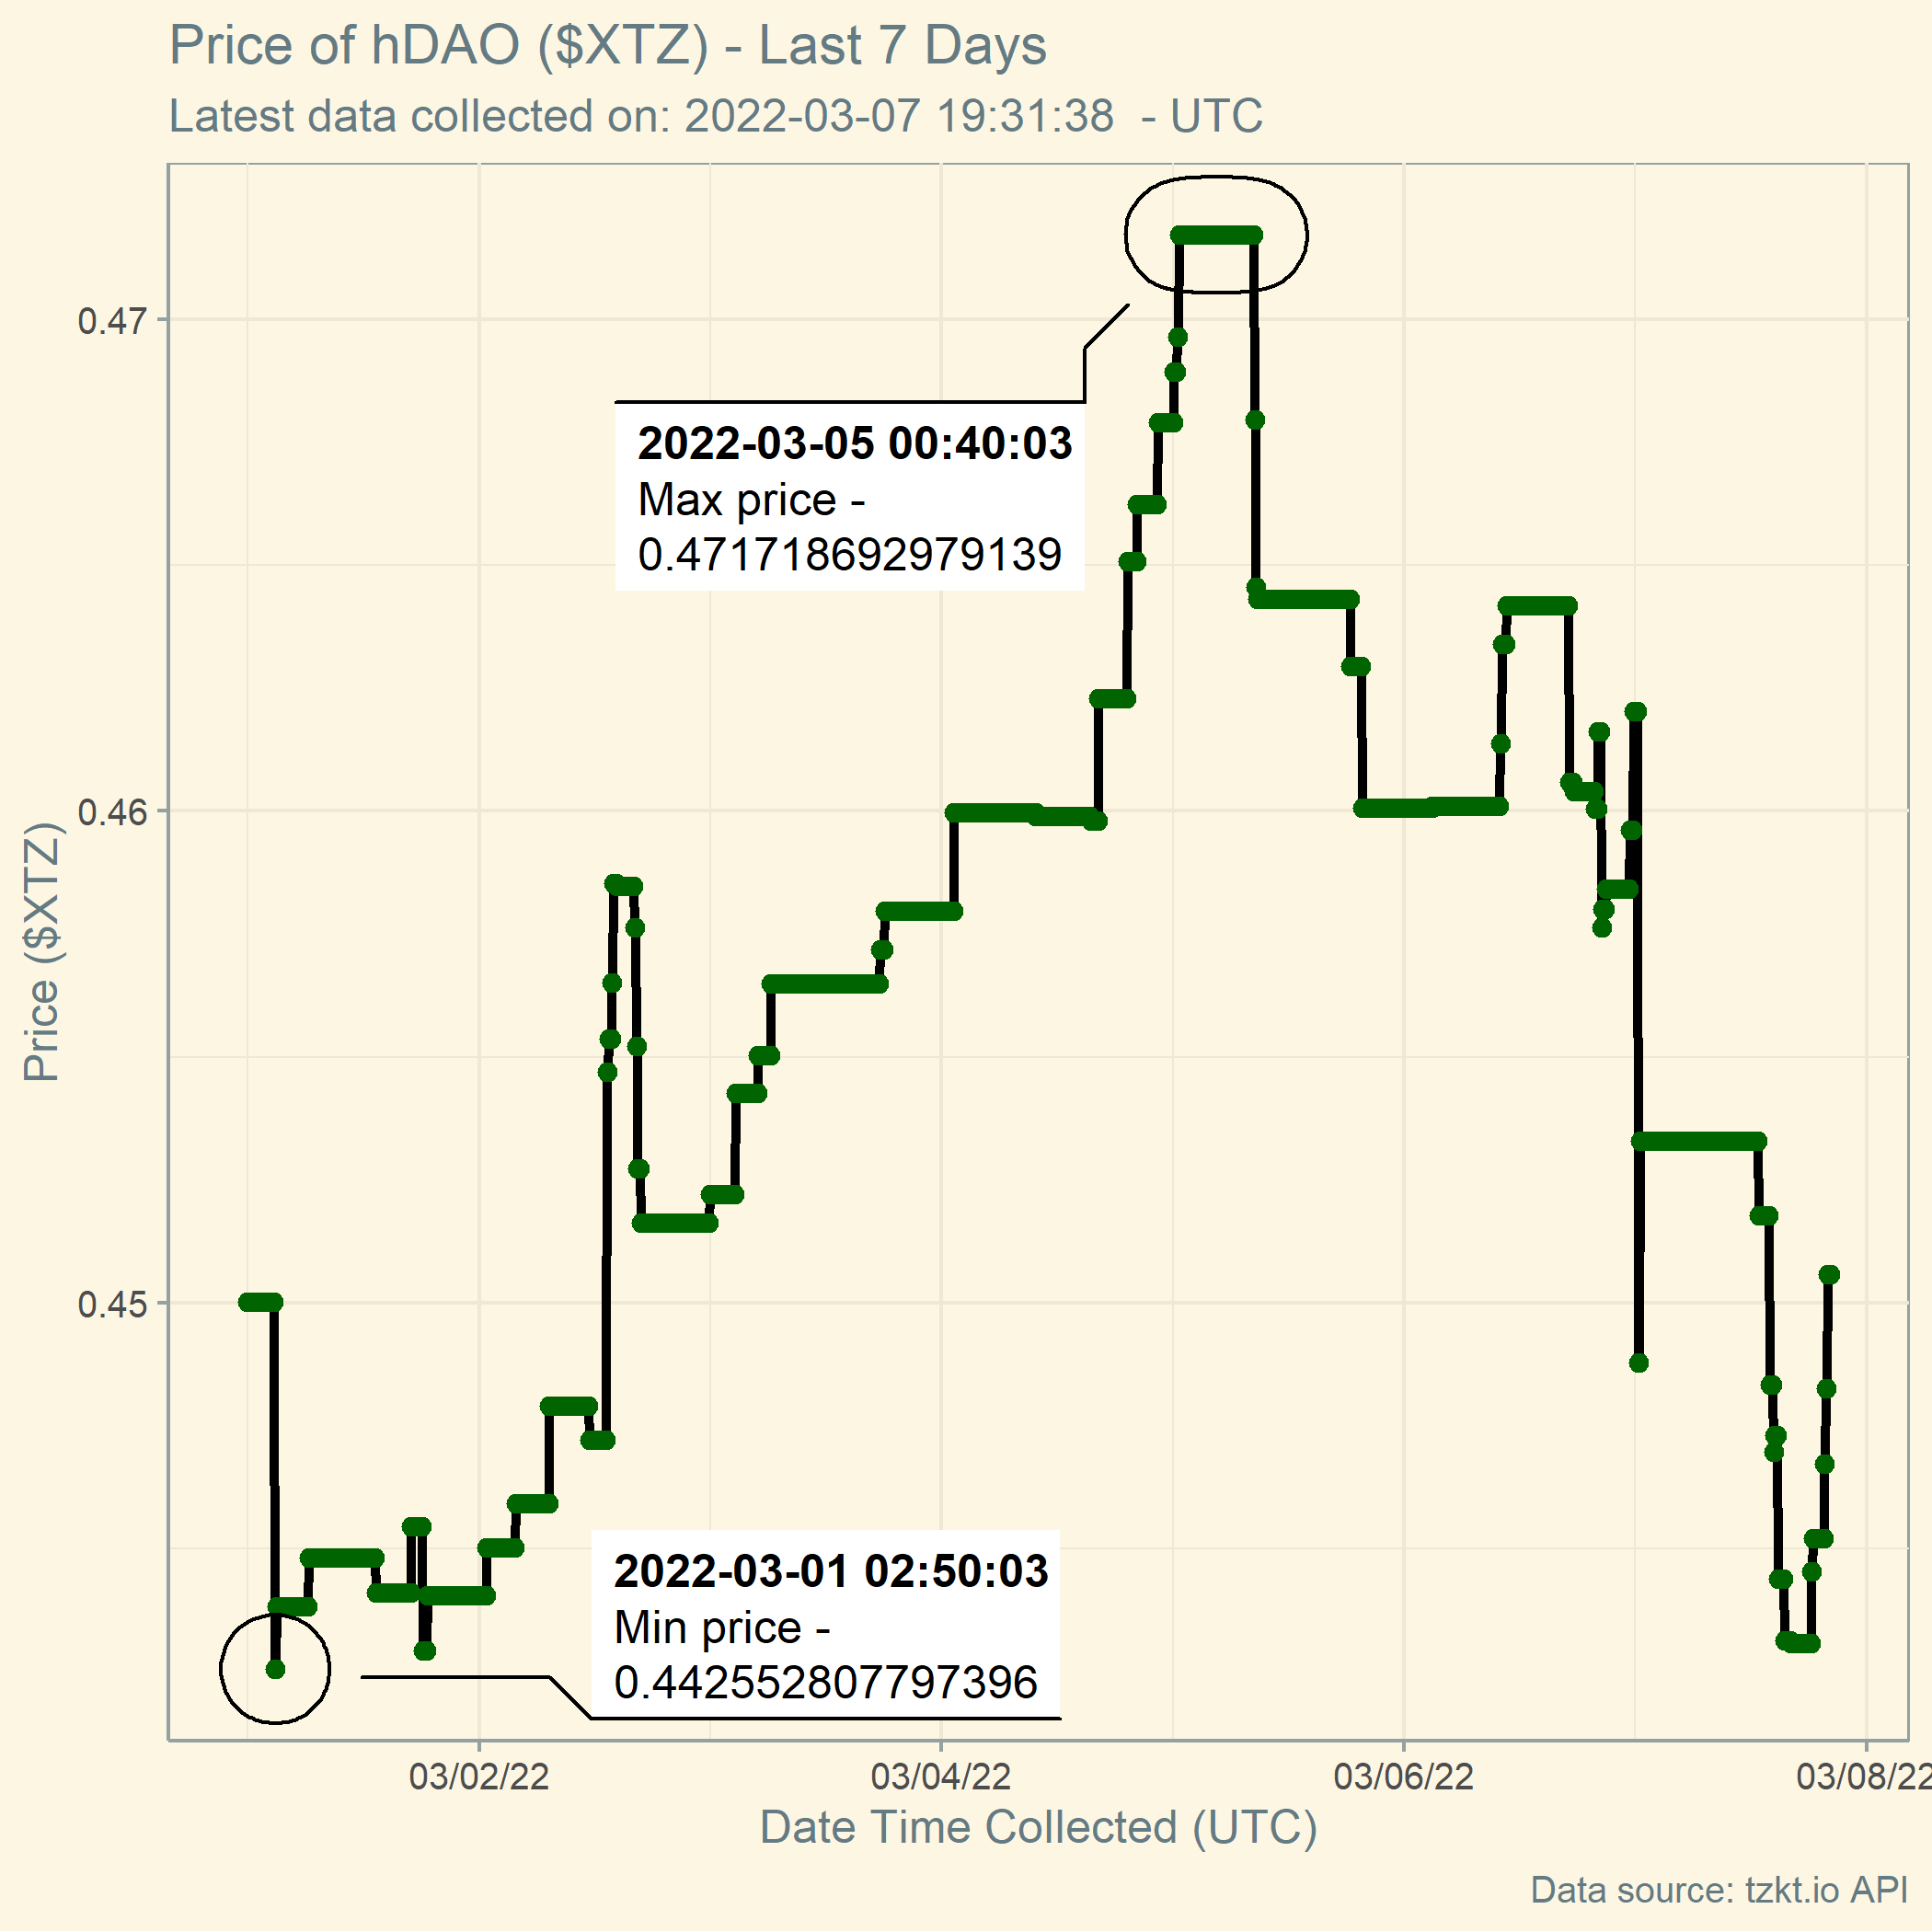 Price of hDAO ($XTZ) - Last 7 Days
Latest data collected on: 2022-03-07 19:31:38  - UTC
0.47
2022-03-05 00:40:03
Max price -
0.471718692979139
0.46
Price ($XTZ)
0.45
2022-03-01 02:50:03
Min price -
0.442552807797396
03/02/22
03/04/22
03/06/22
03/08/22
Date Time Collected (UTC)
Data source: tzkt.io API